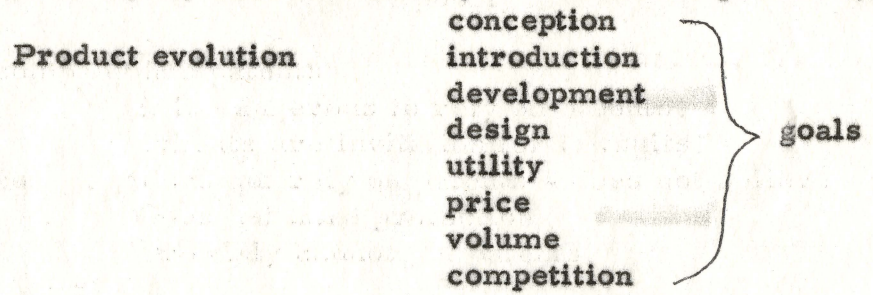 conception
Product evolution introduction
development
design goals
utility
price
volume
competition